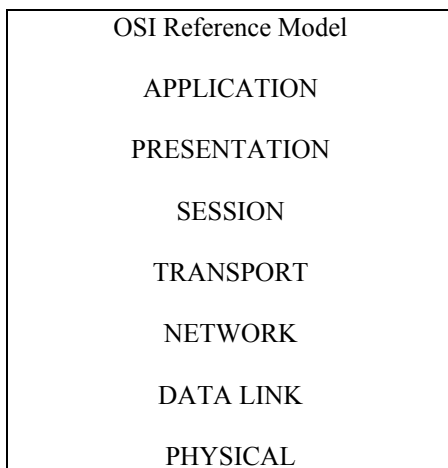 OSI Reference Model
APPLICATION
PRESENTATION
SESSION
TRANSPORT
NETWORK
DATA LINK
PHYSICAL